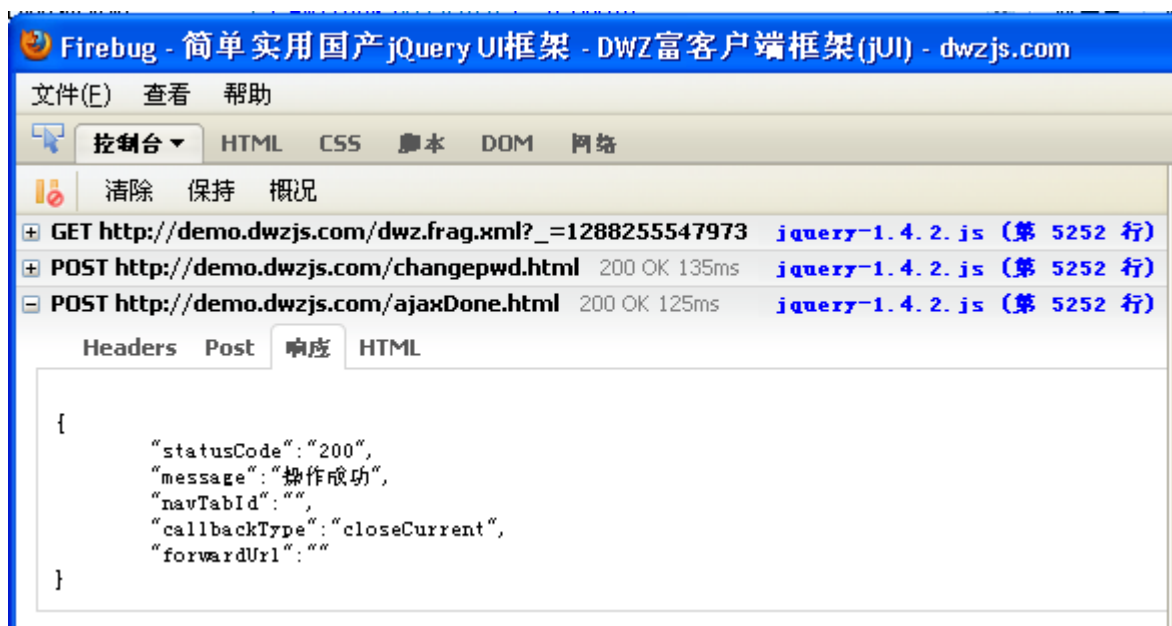 Firebug - 简单实用国产jQuery UI框架 - DWZ富客户端框架(jUI) - dwzjs.com
文件(F) 查看 帮助
控制台 HTML CSS 脚本 DOM 网络
清除 保持 概况
GET http://demo.dwzjs.com/dwz.frag.xml?_=1288255547973 jquery-1.4.2.js (第 5252 行)
POST http://demo.dwzjs.com/changepwd.html 200 OK 135ms jquery-1.4.2.js (第 5252 行)
POST http://demo.dwzjs.com/ajaxDone.html 200 OK 125ms jquery-1.4.2.js (第 5252 行)
Headers Post 响应 HTML
{
"statusCode":"200",
"message":"操作成功",
"navTabId":"",
"callbackType":"closeCurrent",
"forwardUrl":""
}